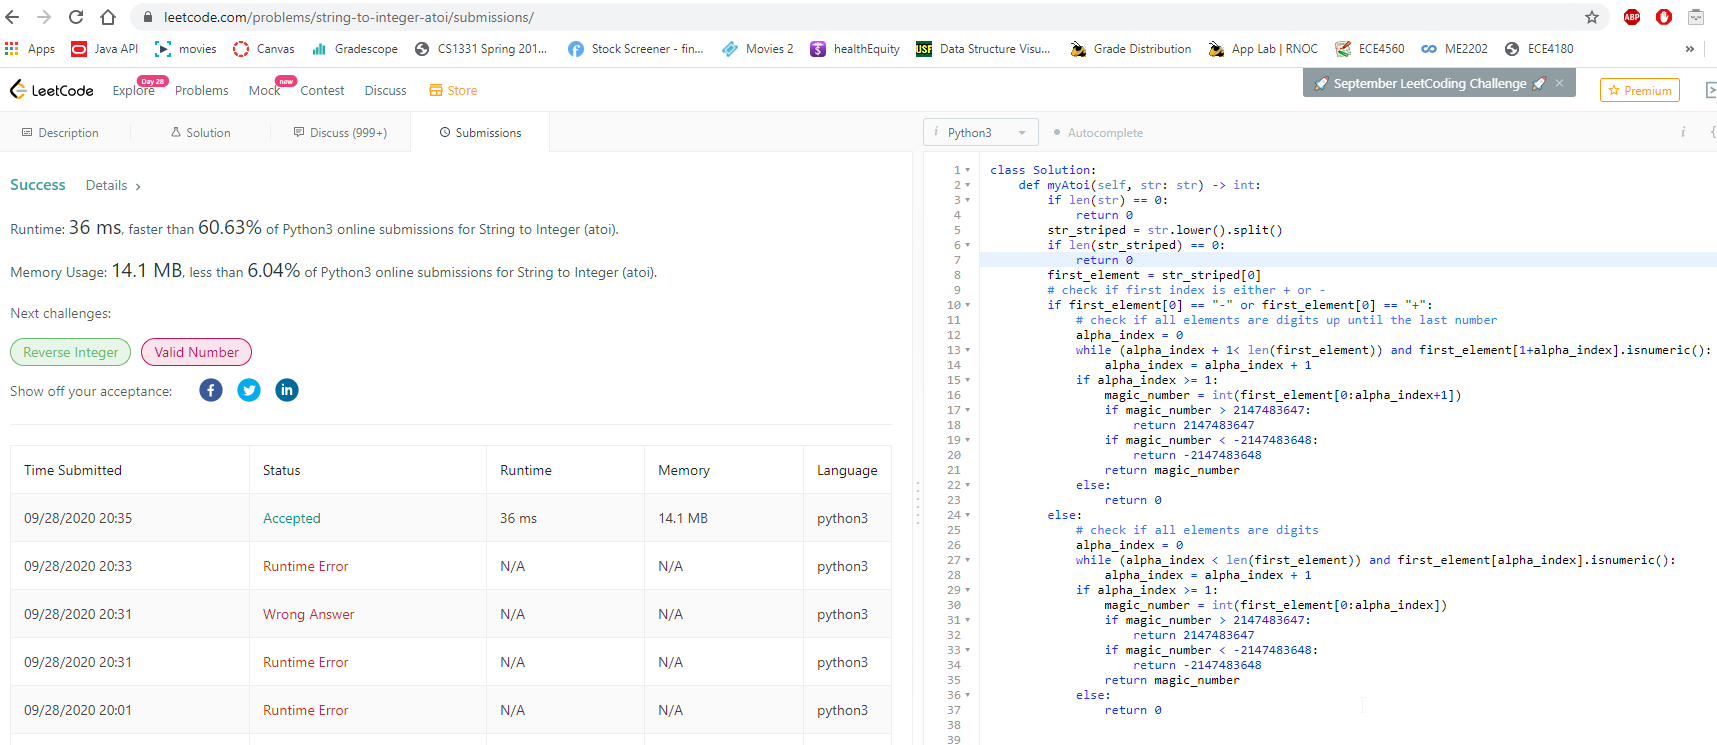 leetcode.com/problems/string-to-integer-atoi/submissions/
ABP
Apps Java API movies Canvas Gradescope CS1331 Spring 201... Stock Screener - fin... Movies 2 healthEquity USF Data Structure Visu... Grade Distribution App Lab | RNOC ECE4560 ME2202 ECE4180 »
LeetCode Explore Day 28 Problems Mock new Contest Discuss Store
September LeetCoding Challenge ×
Premium
Description Solution Discuss (999+) Submissions
i Python3 Autocomplete i {
Success Details ›
Runtime: 36 ms, faster than 60.63% of Python3 online submissions for String to Integer (atoi).
Memory Usage: 14.1 MB, less than 6.04% of Python3 online submissions for String to Integer (atoi).
Next challenges:
Reverse Integer Valid Number
Show off your acceptance: f in
Time Submitted Status Runtime Memory Language
09/28/2020 20:35 Accepted 36 ms 14.1 MB python3
09/28/2020 20:33 Runtime Error N/A N/A python3
09/28/2020 20:31 Wrong Answer N/A N/A python3
09/28/2020 20:31 Runtime Error N/A N/A python3
09/28/2020 20:01 Runtime Error N/A N/A python3
1 class Solution:
2 def myAtoi(self, str: str) -> int:
3 if len(str) == 0:
4 return 0
5 str_striped = str.lower().split()
6 if len(str_striped) == 0:
7 return 0
8 first_element = str_striped[0]
9 # check if first index is either + or -
10 if first_element[0] == "-" or first_element[0] == "+":
11 # check if all elements are digits up until the last number
12 alpha_index = 0
13 while (alpha_index + 1< len(first_element)) and first_element[1+alpha_index].isnumeric():
14 alpha_index = alpha_index + 1
15 if alpha_index >= 1:
16 magic_number = int(first_element[0:alpha_index+1])
17 if magic_number > 2147483647:
18 return 2147483647
19 if magic_number < -2147483648:
20 return -2147483648
21 return magic_number
22 else:
23 return 0
24 else:
25 # check if all elements are digits
26 alpha_index = 0
27 while (alpha_index < len(first_element)) and first_element[alpha_index].isnumeric():
28 alpha_index = alpha_index + 1
29 if alpha_index >= 1:
30 magic_number = int(first_element[0:alpha_index])
31 if magic_number > 2147483647:
32 return 2147483647
33 if magic_number < -2147483648:
34 return -2147483648
35 return magic_number
36 else:
37 return 0
38
39